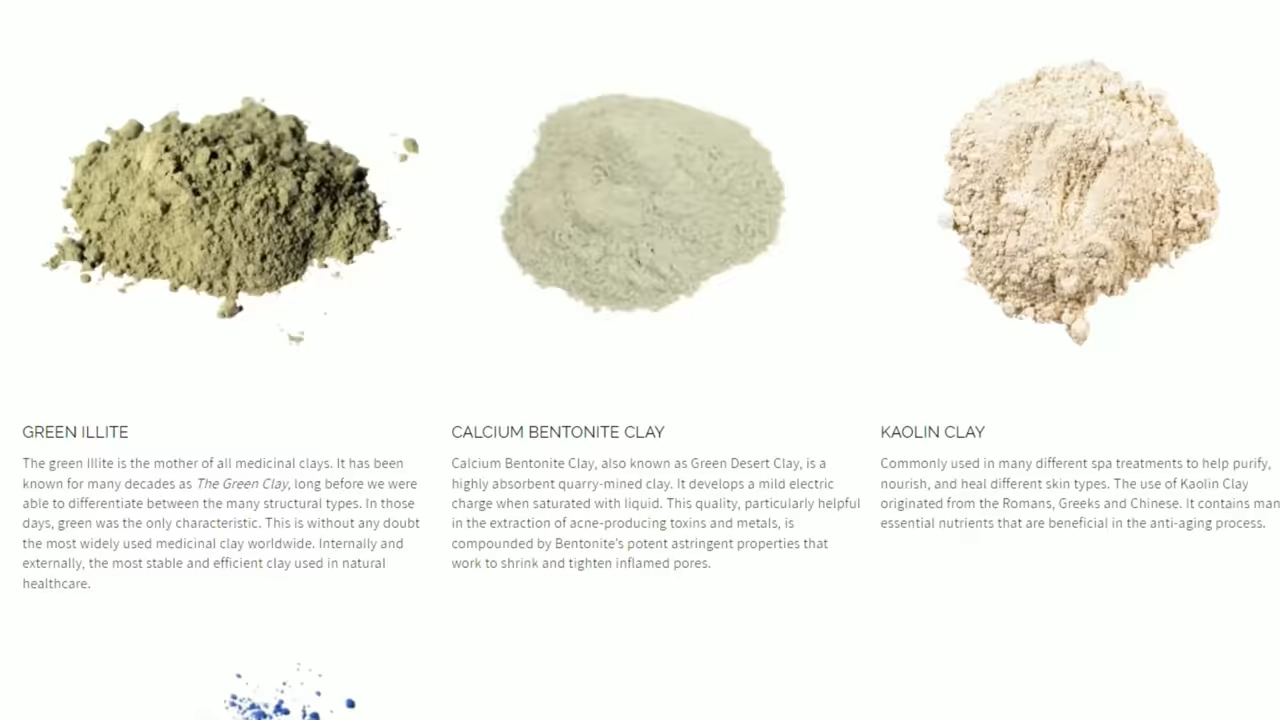 GREEN ILLITE
The green Illite is the mother of all medicinal clays. It has been
known for many decades as The Green Clay, long before we were
able to differentiate between the many structural types. In those
days, green was the only characteristic. This is without any doubt
the most widely used medicinal clay worldwide. Internally and
externally, the most stable and efficient clay used in natural
healthcare.
CALCIUM BENTONITE CLAY
Calcium Bentonite Clay, also known as Green Desert Clay, is a
highly absorbent quarry-mined clay. It develops a mild electric
charge when saturated with liquid. This quality, particularly helpful
in the extraction of acne-producing toxins and metals, is
compounded by Bentonite's potent astringent properties that
work to shrink and tighten inflamed pores.
KAOLIN CLAY
Commonly used in many different spa treatments to help purify,
nourish, and heal different skin types. The use of Kaolin Clay
originated from the Romans, Greeks and Chinese. It contains
essential nutrients that are beneficial in the anti-aging process.